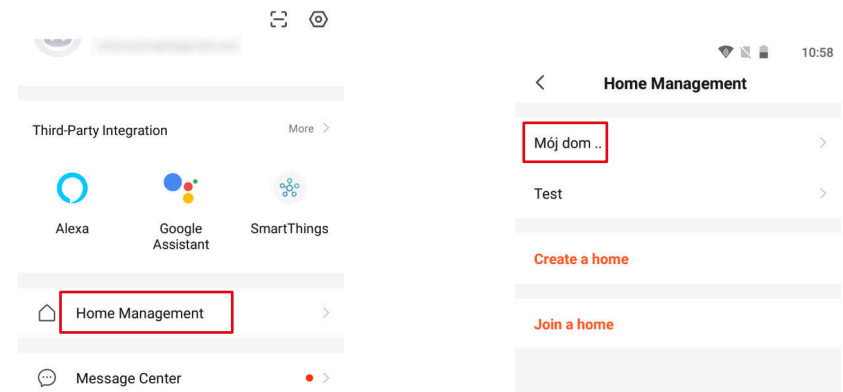 Third-Party Integration More
Alexa
Google
Assistant
SmartThings
Home Management
Message Center
10:58
Home Management
Mój dom ..
Test
Create a home
Join a home